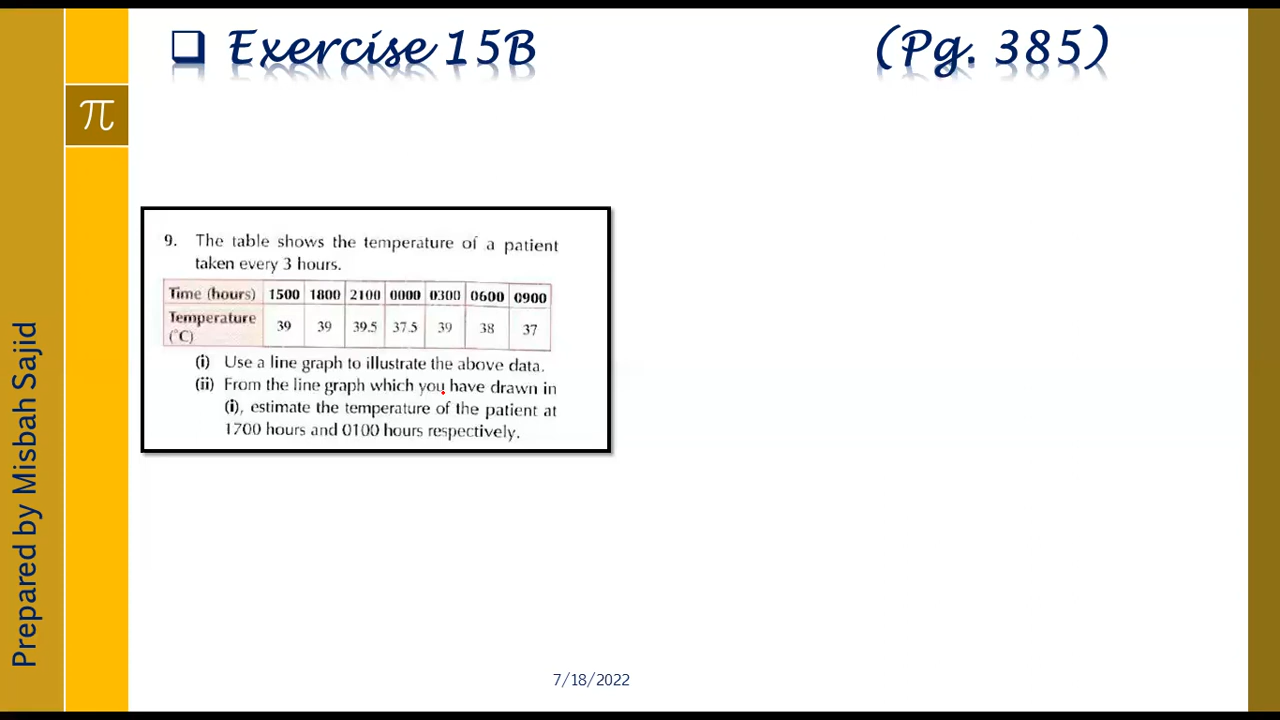 Exercise 15B (Pg. 385)
π
9. The table shows the temperature of a patient
taken every 3 hours.
Time (hours) 1500 1800 2100 0000 0300 0600 0900
Temperature (°C) 39 39 39.5 37.5 39 38 37
(i) Use a line graph to illustrate the above data.
(ii) From the line graph which you have drawn in
(i), estimate the temperature of the patient at
1700 hours and 0100 hours respectively.
Prepared by Misbah Sajid
7/18/2022